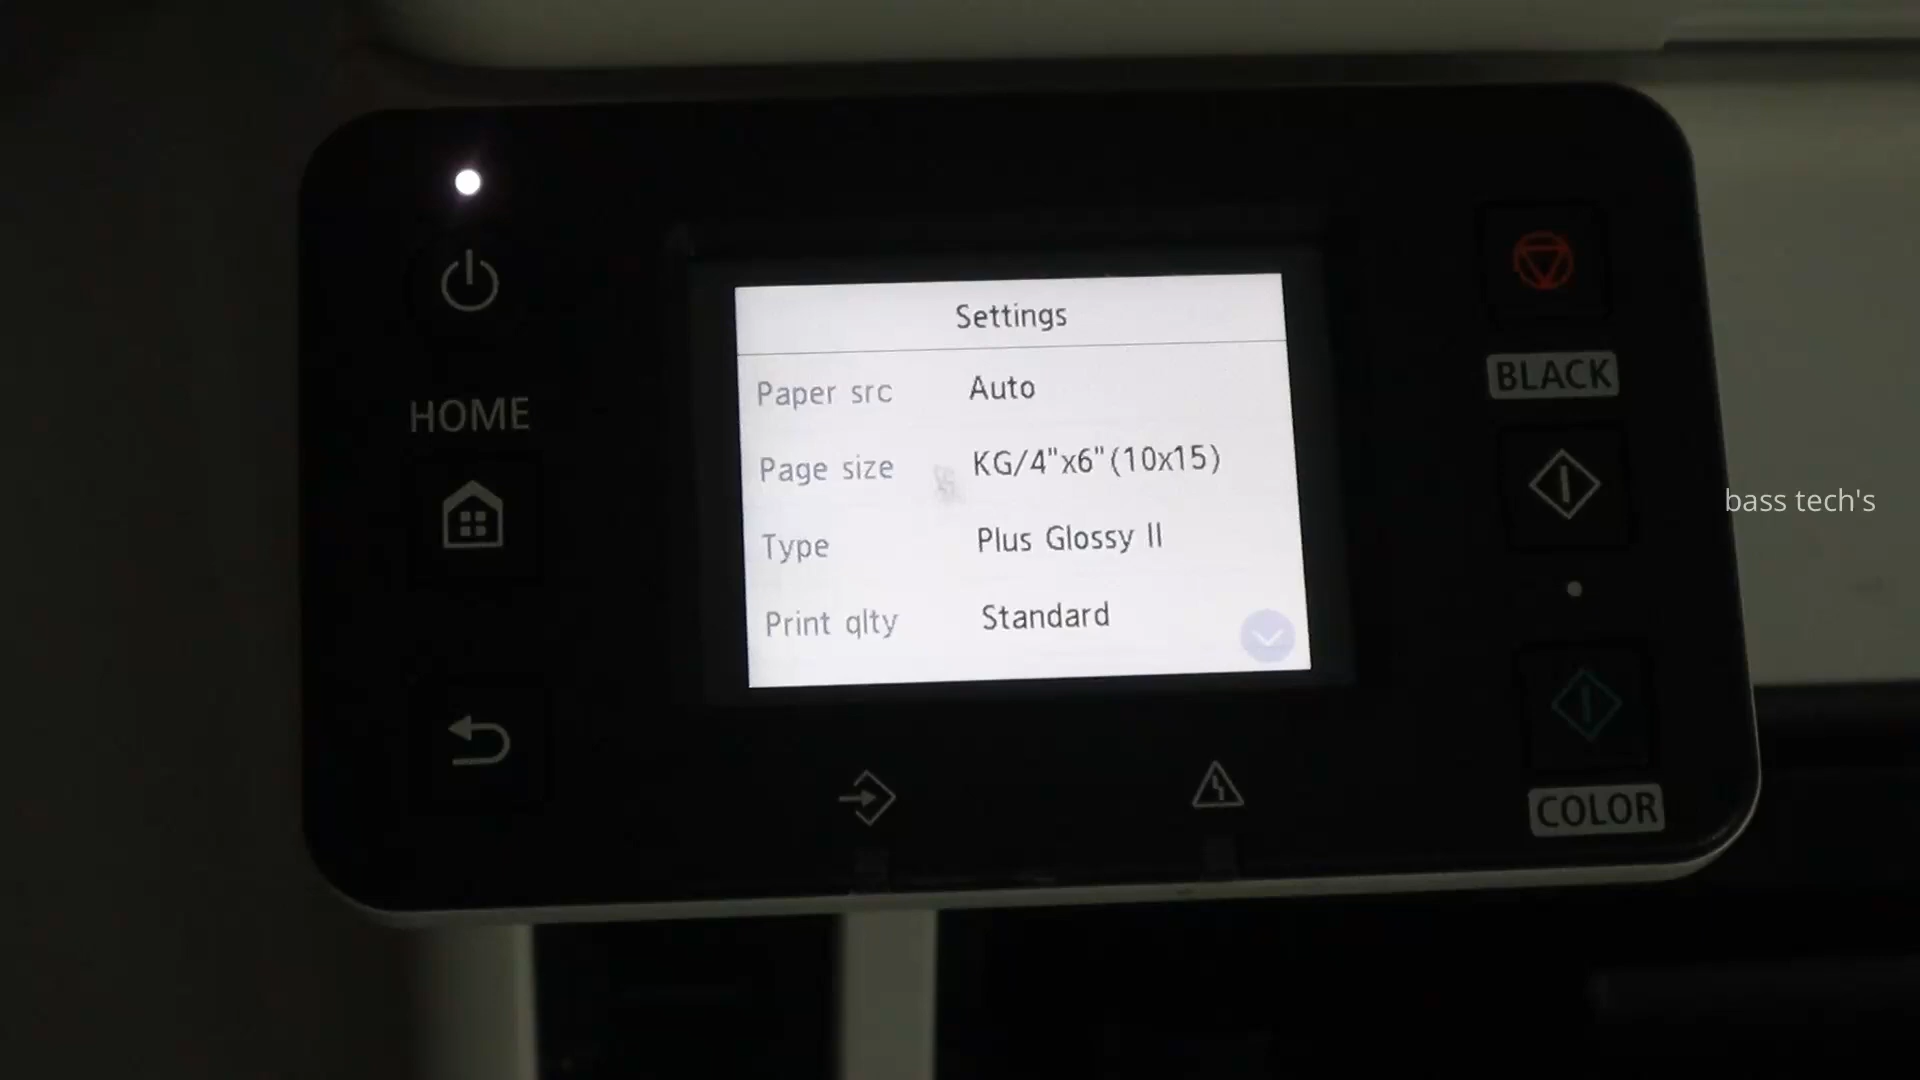 Settings
Paper src Auto
Page size KG/4"x6"(10x15)
Type Plus Glossy II
Print qlty Standard
HOME
BLACK
COLOR
bass tech's